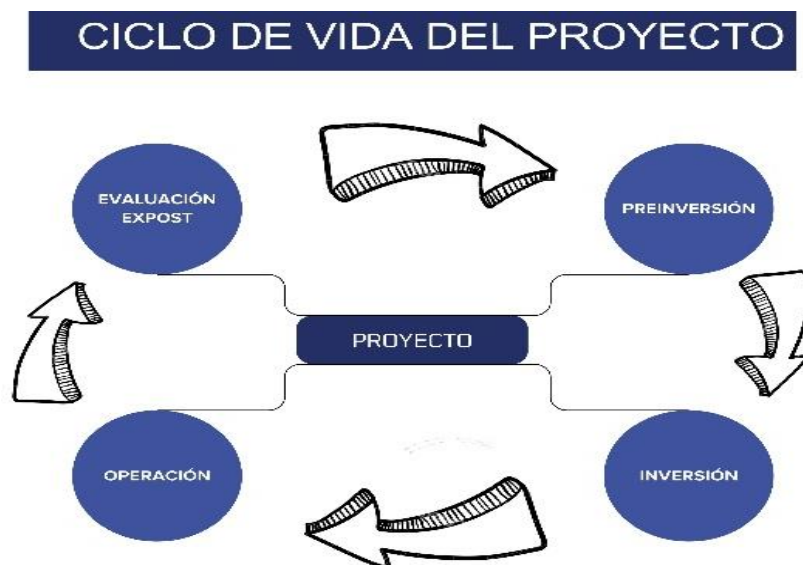 CICLO DE VIDA DEL PROYECTO
EVALUACIÓN
EXPOST
PREINVERSIÓN
PROYECTO
OPERACIÓN
INVERSIÓN